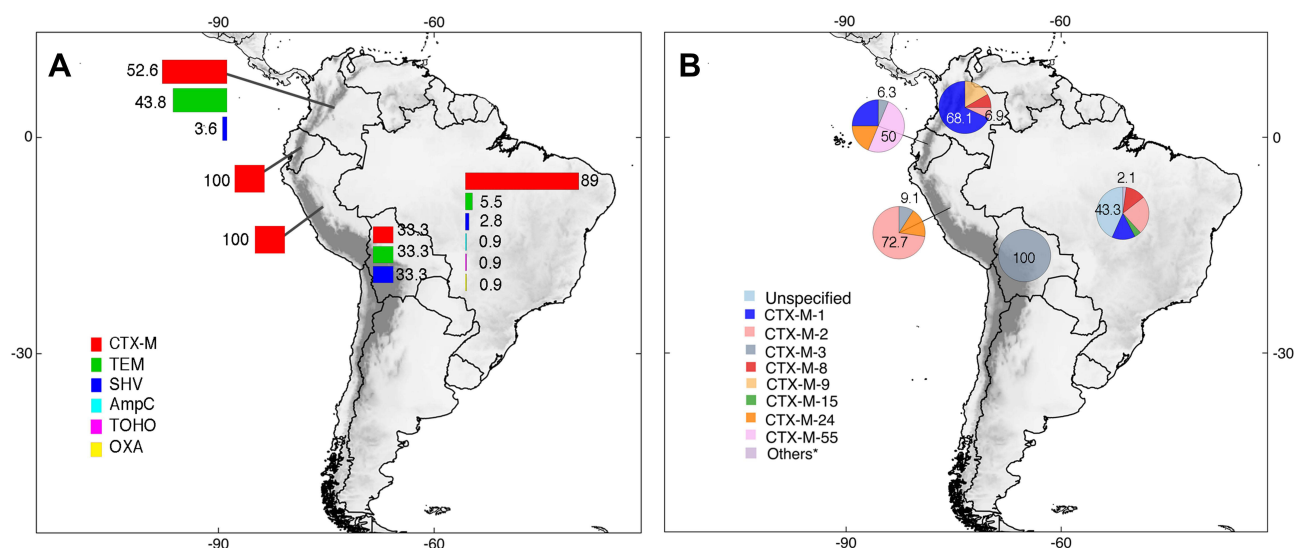 -90
-60
A
52.6
43.8
3.6
0
100
100
89
5.5
2.8
0.9
0.9
0.9
33.3
33.3
33.3
CTX-M
TEM
SHV
AmpC
TOHO
OXA
-30
-90
-60
-90
-60
B
6.3
50
68.1
6.9
0
2.1
43.3
9.1
72.7
100
Unspecified
CTX-M-1
CTX-M-2
CTX-M-3
CTX-M-8
CTX-M-9
CTX-M-15
CTX-M-24
CTX-M-55
Others*
-30
-90
-60